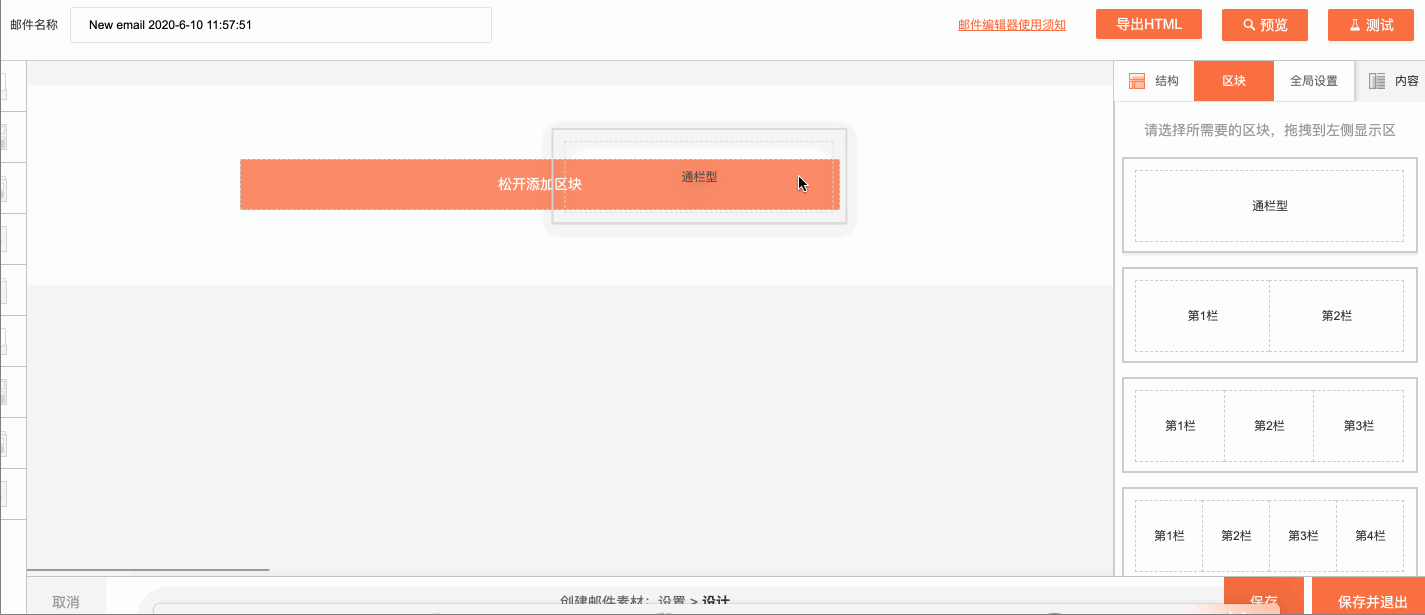 邮件名称
New email 2020-6-10 11:57:51
邮件编辑器使用须知
导出HTML
预览
测试
结构
区块
全局设置
内容
请选择所需要的区块，拖拽到左侧显示区
松开添加区块
通栏型
通栏型
第1栏
第2栏
第1栏
第2栏
第3栏
第1栏
第2栏
第3栏
第4栏
取消
创建邮件素材：设置 > 设计
保存
保存并退出